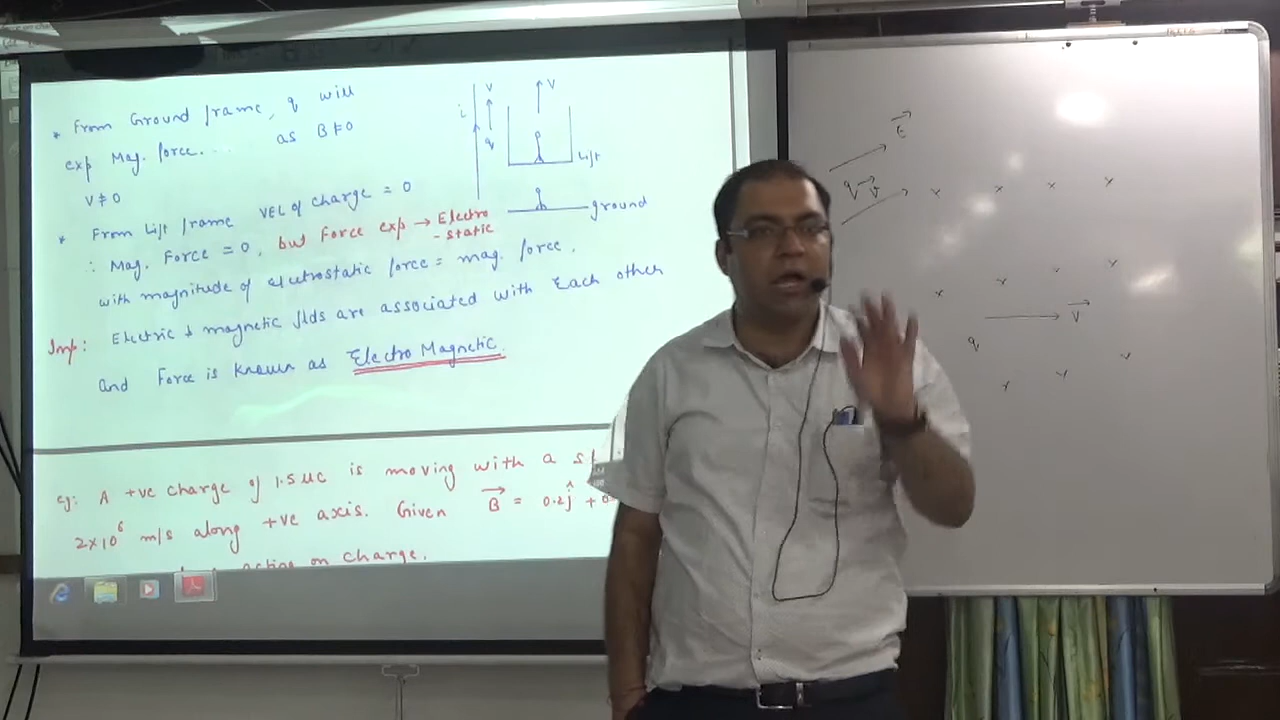 * From Ground frame, q will
exp Mag. force.... as B≠0
V≠0
* From Lift frame VEL of charge = 0
∴ Mag. Force = 0, but Force exp → Electro
- static
with magnitude of electrostatic force = mag. force.
Imp: Electric & magnetic flds are associated with Each other
and Force is known as Electro Magnetic.
i
V
q
V
Lift
ground
eg: A +ve charge of 1.5 µC is moving with a
2×10⁶ m/s along +ve axis. Given B⃗ = 0.2ĵ +
acting on charge.
q
V⃗
q
V⃗